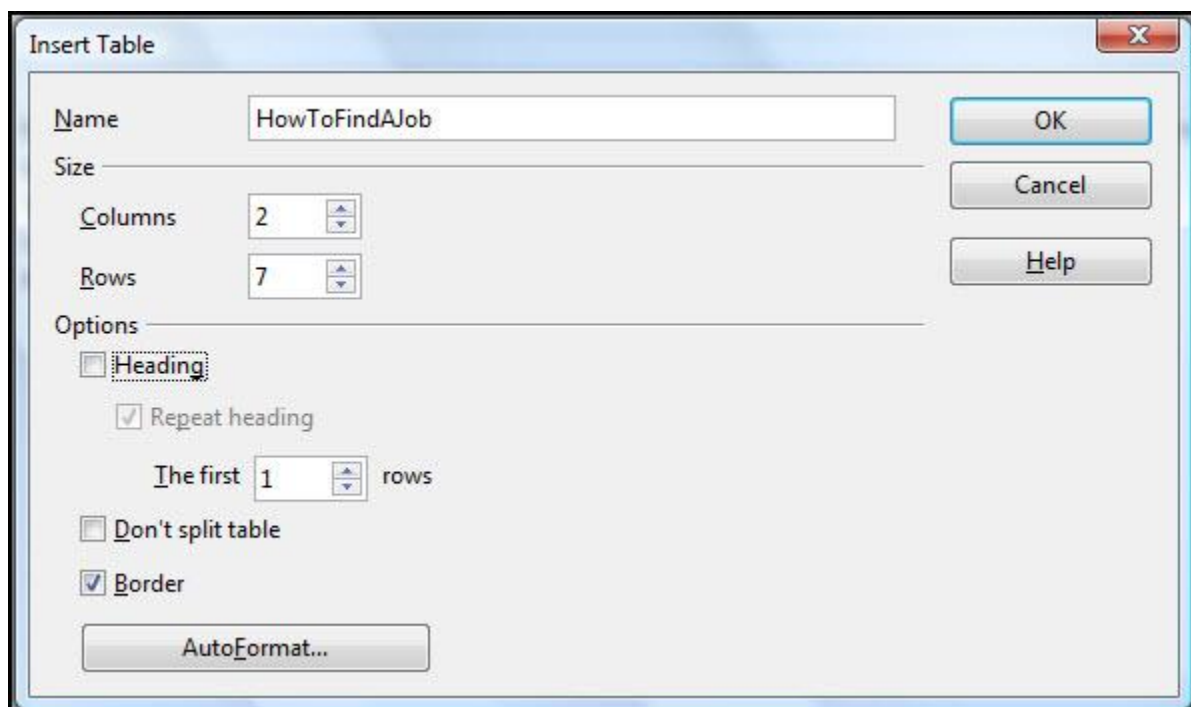 Insert Table
Name HowToFindAJob OK
Size
Cancel
Columns 2
Help
Rows 7
Options
Heading
Repeat heading
The first 1 rows
Don't split table
Border
AutoFormat...